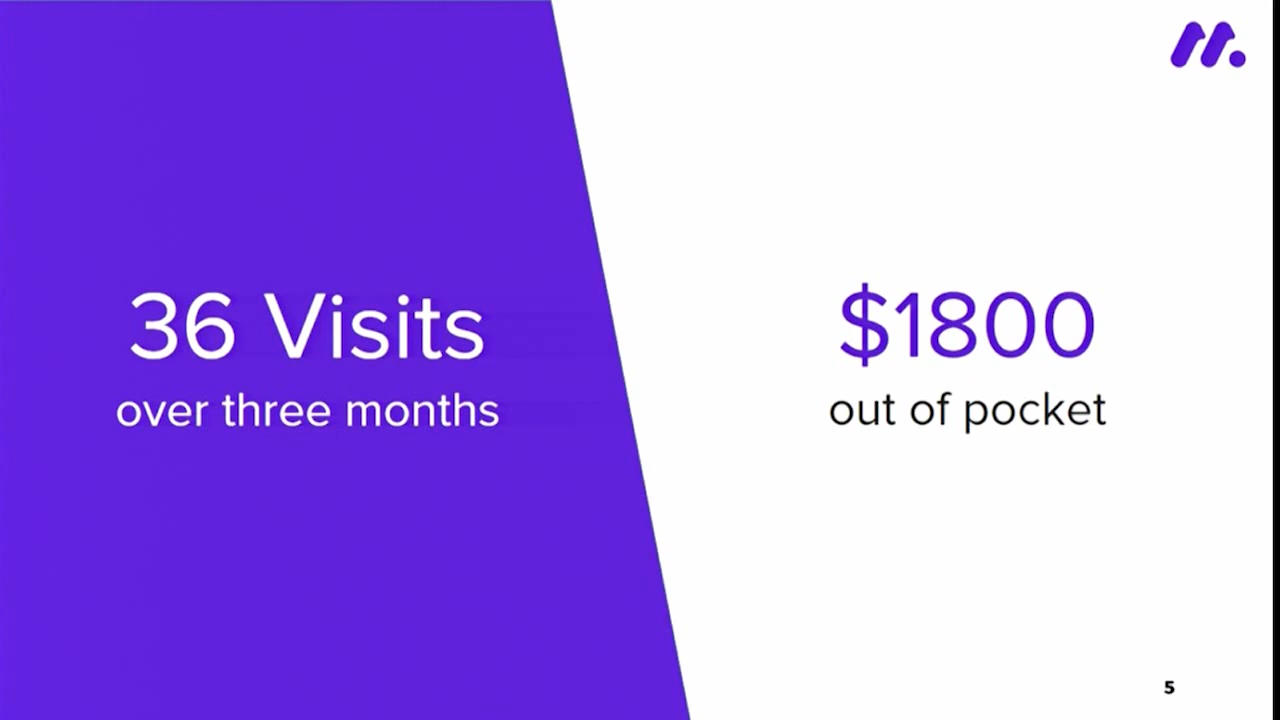 36 Visits
over three months
$1800
out of pocket
5